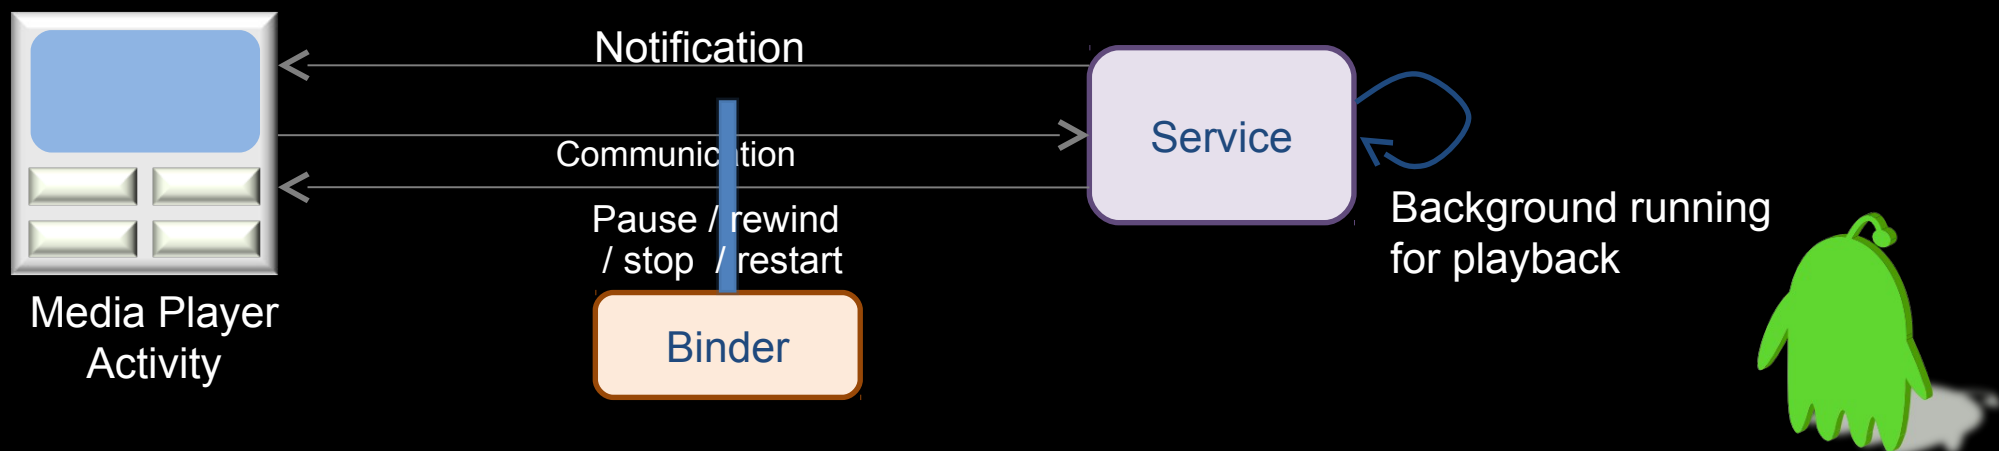 Notification
Communication
Service
Pause / rewind
/ stop / restart
Background running
for playback
Media Player
Activity
Binder